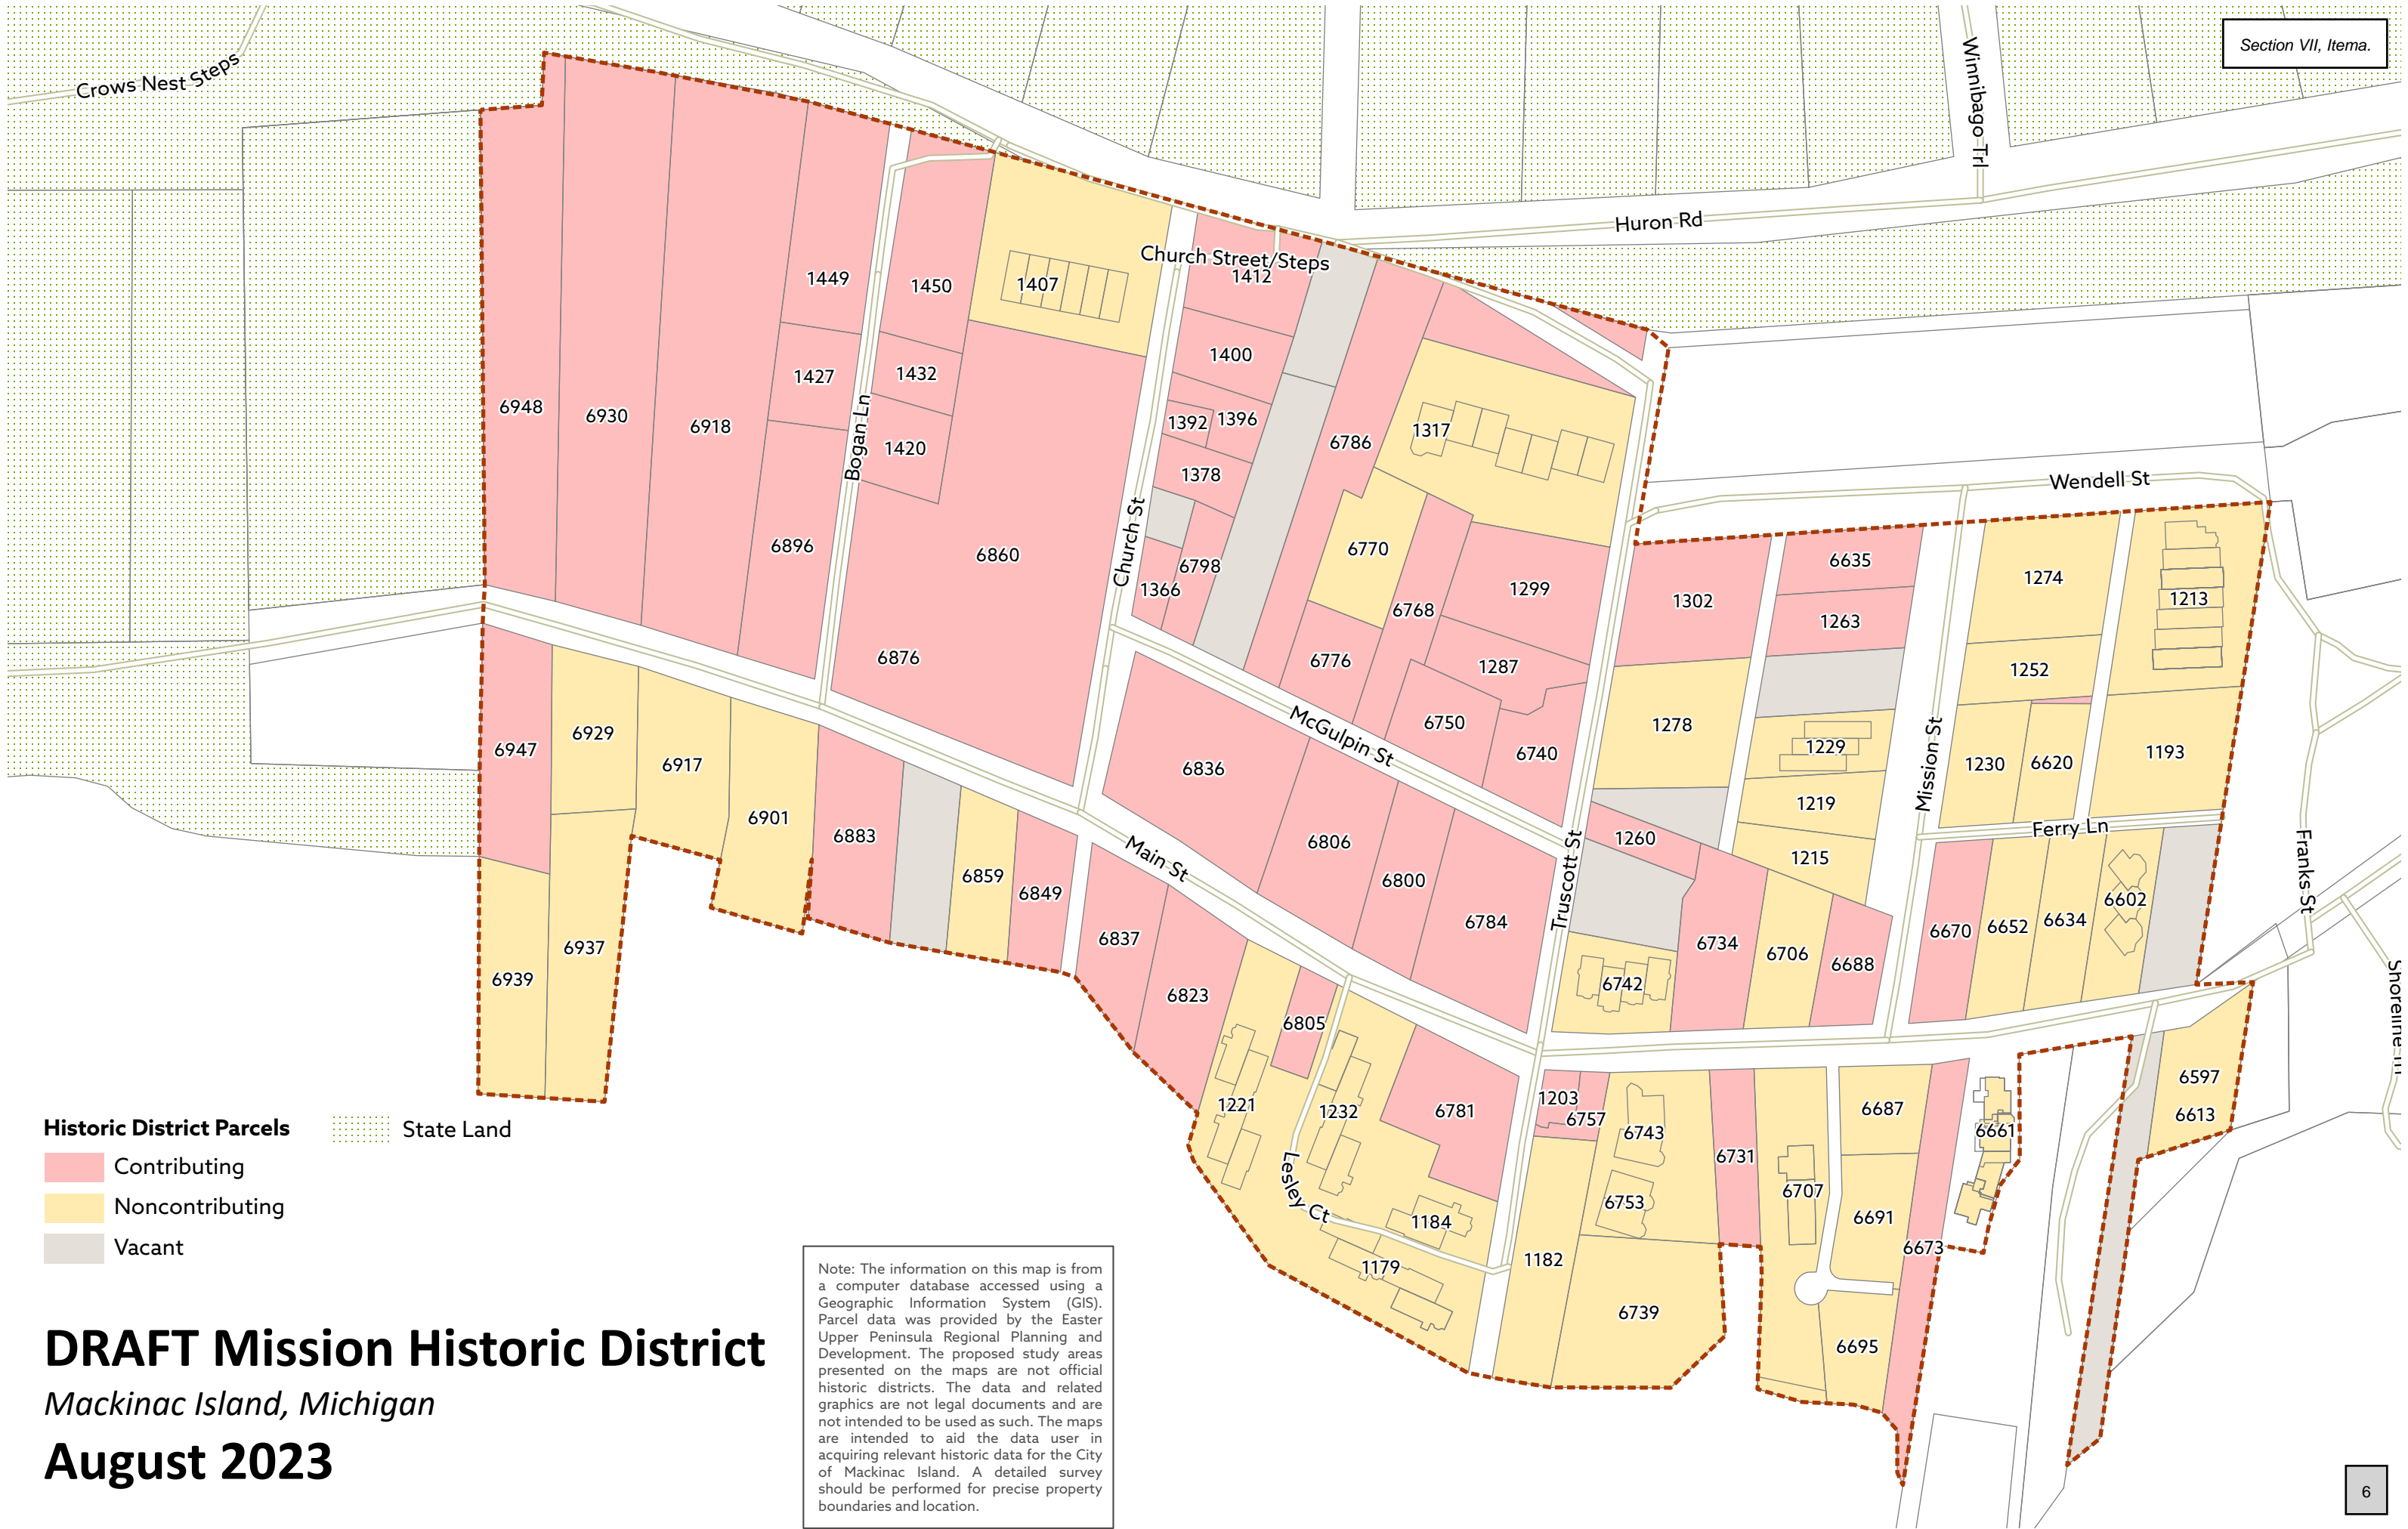 Section VII, Itema.
Crows Nest Steps
Winnibago Trl
Huron Rd
Church Street/Steps
1412
1449
1450
1407
1400
1427
1432
6948
6930
6918
1392
1396
6786
1317
Bogan Ln
1420
1378
Wendell St
Church St
6896
6860
6798
1366
6770
6768
1299
1302
6635
1263
1274
1213
6876
6776
1287
1252
6947
6929
6917
6901
6836
McGulpin St
6750
6740
1278
1229
Mission St
1230
6620
1193
6883
6859
6849
Main St
6806
6800
6784
Truscott St
1260
1219
1215
Ferry Ln
Franks St
6939
6937
6837
6823
6805
6742
6734
6706
6688
6670
6652
6634
6602
Shoreline Trl
1221
1232
6781
1203
6757
6743
6731
6687
6661
6597
6613
Lesley Ct
1184
1179
1182
6753
6739
6707
6691
6673
6695
Historic District Parcels
State Land
Contributing
Noncontributing
Vacant
DRAFT Mission Historic District
Mackinac Island, Michigan
August 2023
Note: The information on this map is from
a computer database accessed using a
Geographic Information System (GIS).
Parcel data was provided by the Easter
Upper Peninsula Regional Planning and
Development. The proposed study areas
presented on the maps are not official
historic districts. The data and related
graphics are not legal documents and are
not intended to be used as such. The maps
are intended to aid the data user in
acquiring relevant historic data for the City
of Mackinac Island. A detailed survey
should be performed for precise property
boundaries and location.
6